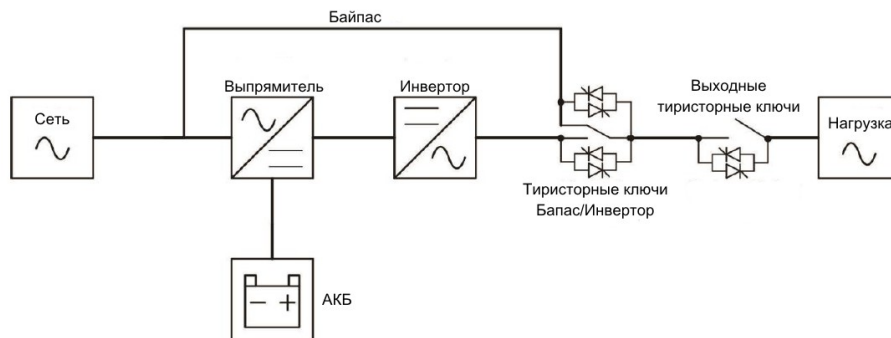 Байпас
Выпрямитель
Инвертор
Выходные
тиристорные ключи
Сеть
Нагрузка
Тиристорные ключи
Бапас/Инвертор
АКБ